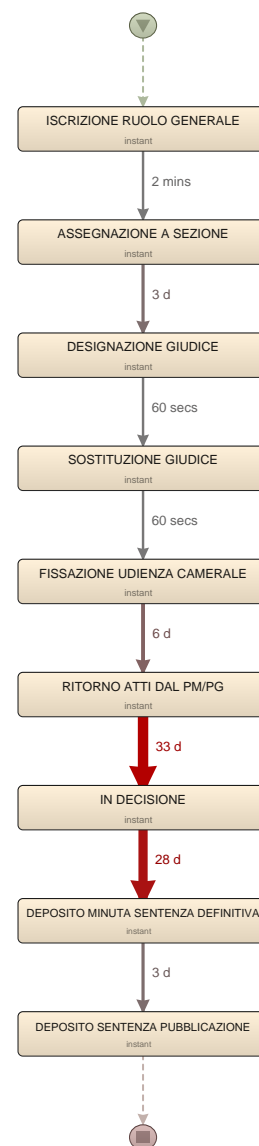 ISCRIZIONE RUOLO GENERALE
instant
2 mins
ASSEGNAZIONE A SEZIONE
instant
3 d
DESIGNAZIONE GIUDICE
instant
60 secs
SOSTITUZIONE GIUDICE
instant
60 secs
FISSAZIONE UDIENZA CAMERALE
instant
6 d
RITORNO ATTI DAL PM/PG
instant
33 d
IN DECISIONE
instant
28 d
DEPOSITO MINUTA SENTENZA DEFINITIVA
instant
3 d
DEPOSITO SENTENZA PUBBLICAZIONE
instant